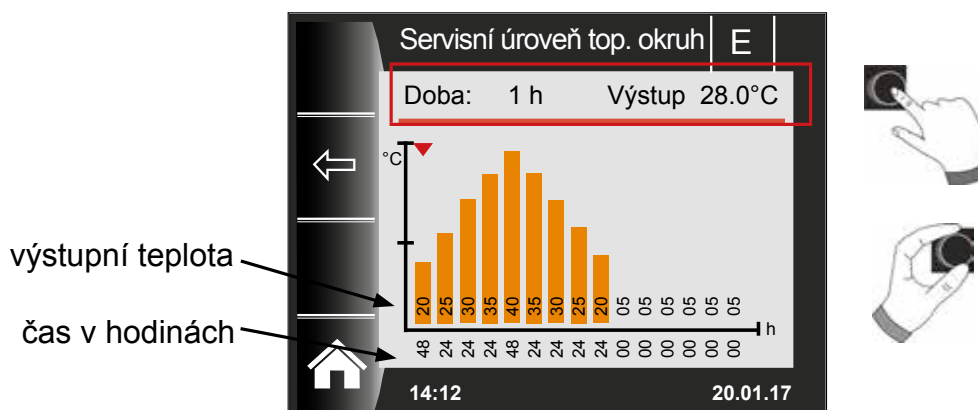 Servisní úroveň top. okruh E
Doba: 1 h Výstup 28.0°C
°C
výstupní teplota
20 25 30 35 40 35 30 25 20 05 05 05 05 05 05
h
čas v hodinách
48 24 24 24 48 24 24 24 24 00 00 00 00 00 00
14:12 20.01.17